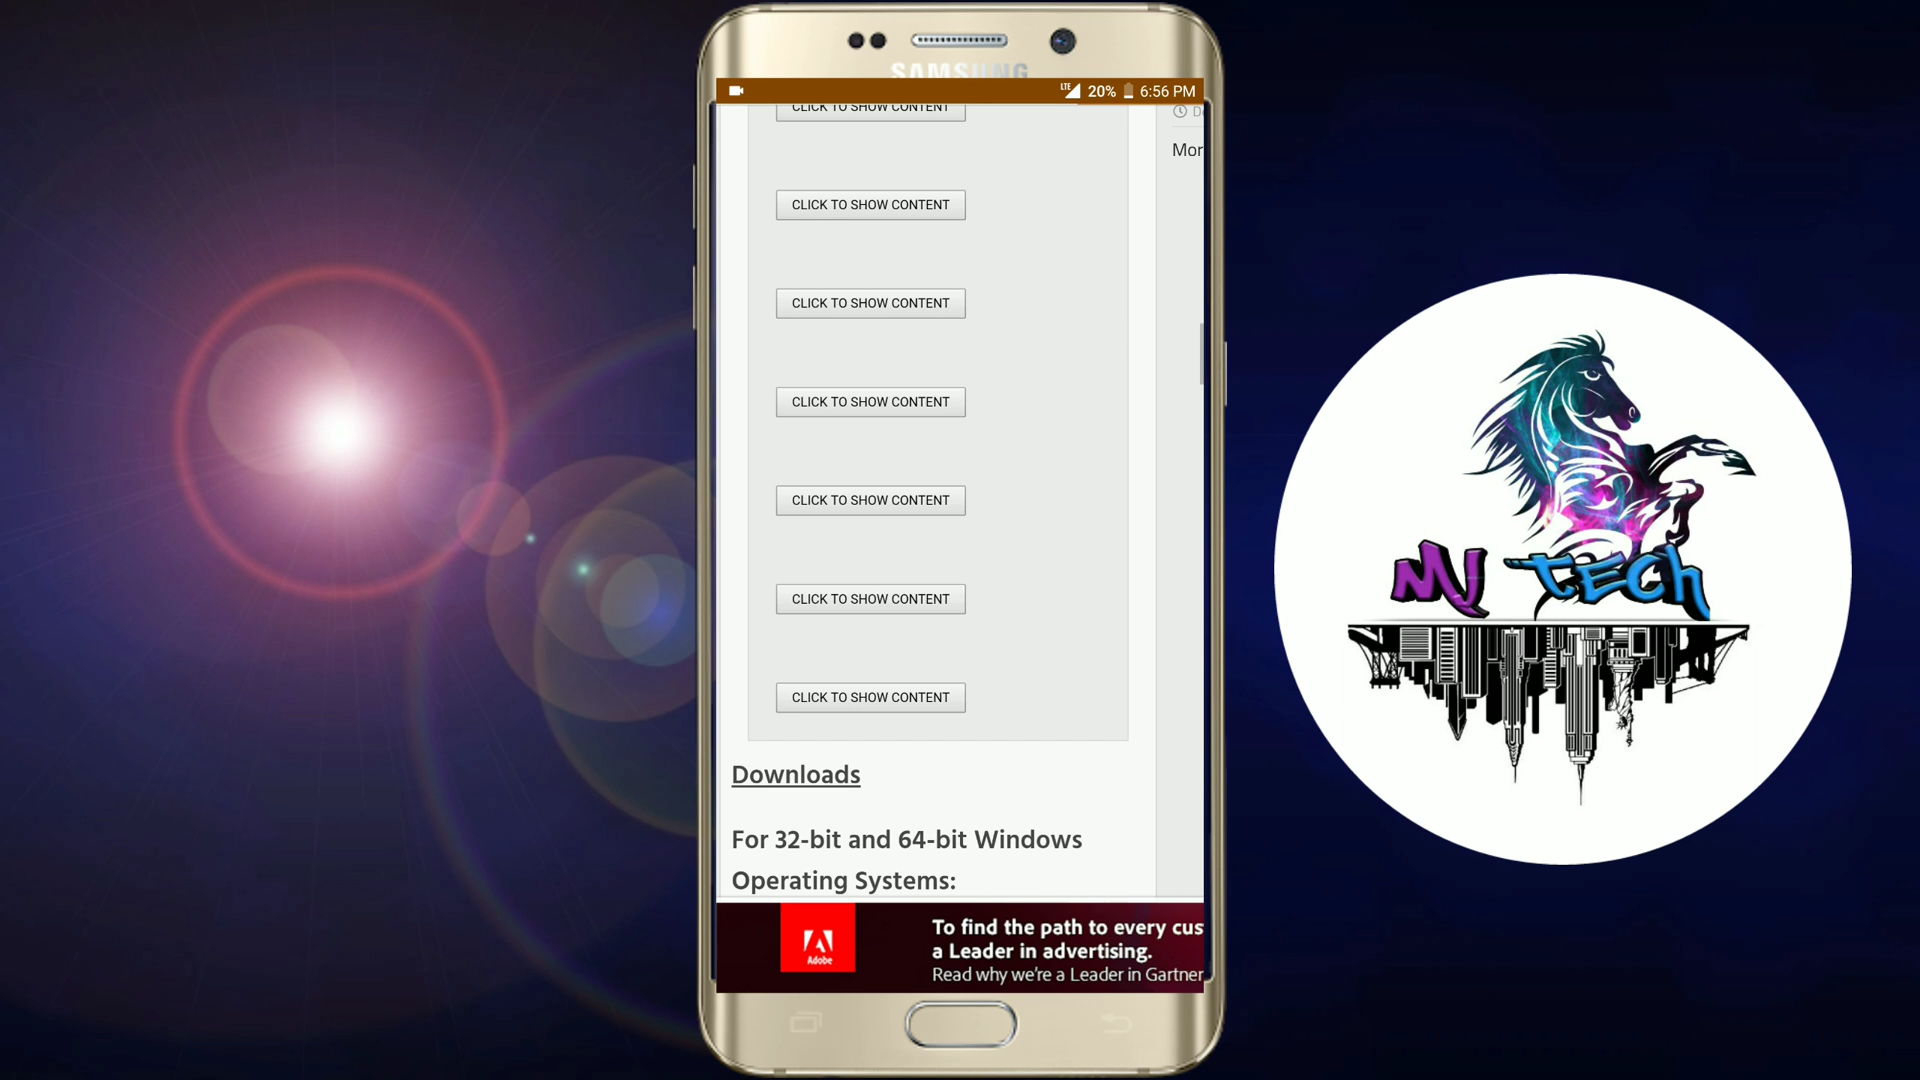 SAMSUNG
LTE 20% 6:56 PM
CLICK TO SHOW CONTENT
Mor
CLICK TO SHOW CONTENT
CLICK TO SHOW CONTENT
CLICK TO SHOW CONTENT
CLICK TO SHOW CONTENT
CLICK TO SHOW CONTENT
CLICK TO SHOW CONTENT
Downloads
For 32-bit and 64-bit Windows
Operating Systems:
Adobe
To find the path to every cus
a Leader in advertising.
Read why we're a Leader in Gartner
MJ TECh